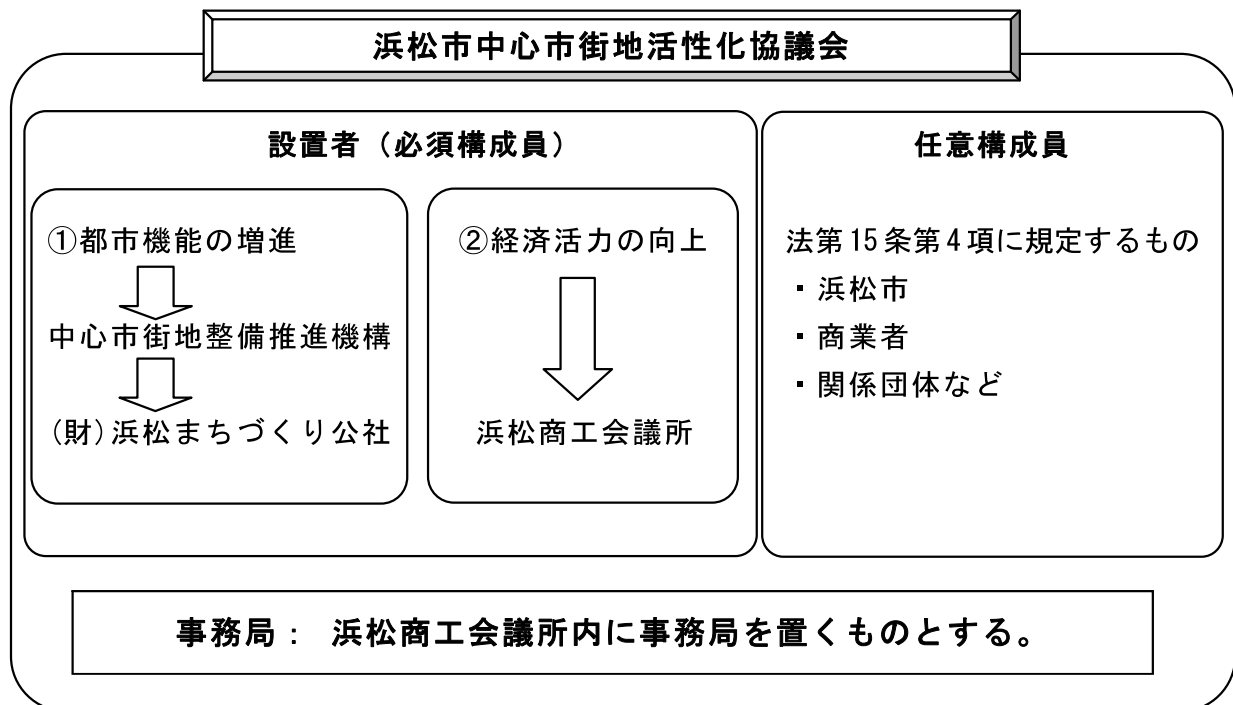 浜松市中心市街地活性化協議会
設置者（必須構成員）
①都市機能の増進
中心市街地整備推進機構
(財)浜松まちづくり公社
②経済活力の向上
浜松商工会議所
任意構成員
法第15条第4項に規定するもの
・浜松市
・商業者
・関係団体など
事務局： 浜松商工会議所内に事務局を置くものとする。